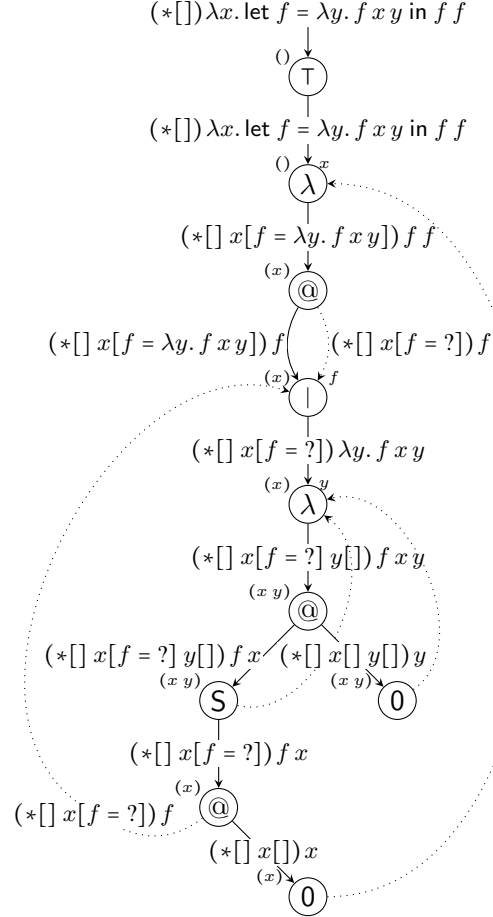 (∗[]) λx. let f = λy. f x y in f f
()
⊤
(∗[]) λx. let f = λy. f x y in f f
() x
λ
(∗[] x[f = λy. f x y]) f f
(x)
@
(∗[] x[f = λy. f x y]) f (∗[] x[f = ?] f
(x) f
|
(∗[] x[f = ?]) λy. f x y
(x) y
λ
(∗[] x[f = ?] y[]) f x y
(x y)
@
(∗[] x[f = ?] y[]) f x (∗[] x[] y[]) y
(x y) (x y)
S 0
(∗[] x[f = ?]) f x
(x)
@
(∗[] x[f = ?]) f
(∗[] x[]) x
(x)
0